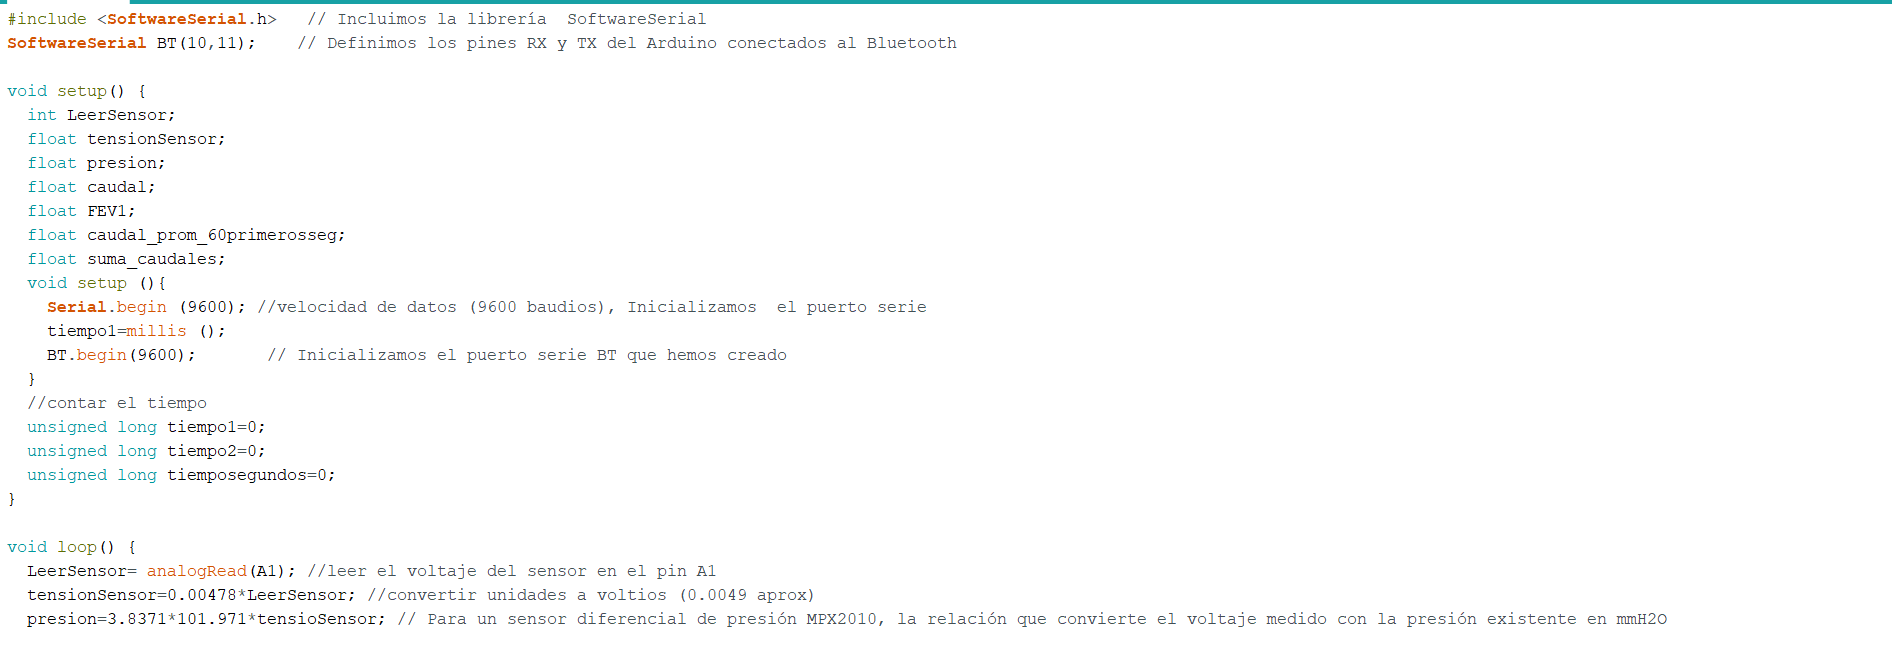 #include <SoftwareSerial.h>   // Incluimos la librería  SoftwareSerial
SoftwareSerial BT(10,11);    // Definimos los pines RX y TX del Arduino conectados al Bluetooth

void setup() {
  int LeerSensor;
  float tensionSensor;
  float presion;
  float caudal;
  float FEV1;
  float caudal_prom_60primerosseg;
  float suma_caudales;
  void setup (){
    Serial.begin (9600); //velocidad de datos (9600 baudios), Inicializamos  el puerto serie
    tiempo1=millis ();
    BT.begin(9600);       // Inicializamos el puerto serie BT que hemos creado
  }
  //contar el tiempo
  unsigned long tiempo1=0;
  unsigned long tiempo2=0;
  unsigned long tiemposegundos=0;
}

void loop() {
  LeerSensor= analogRead(A1); //leer el voltaje del sensor en el pin A1
  tensionSensor=0.00478*LeerSensor; //convertir unidades a voltios (0.0049 aprox)
  presion=3.8371*101.971*tensioSensor; // Para un sensor diferencial de presión MPX2010, la relación que convierte el voltaje medido con la presión existente en mmH2O